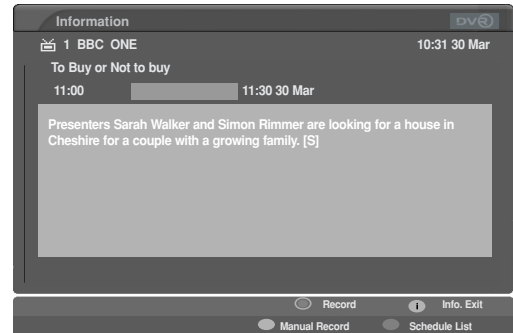 Information
DVR
1 BBC ONE 10:31 30 Mar
To Buy or Not to buy
11:00 11:30 30 Mar
Presenters Sarah Walker and Simon Rimmer are looking for a house in
Cheshire for a couple with a growing family. [S]
Record i Info. Exit
Manual Record Schedule List